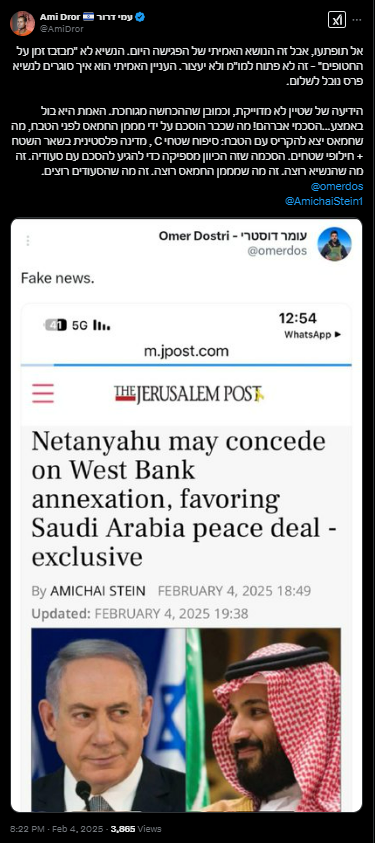 Ami Dror 🇮🇱 עמי דרור
@AmiDror
אל תופתעו, אבל זה הנושא האמיתי של הפגישה היום. הנשיא לא "מבזבז זמן על
החטופים" - זה לא פתוח למו"מ ולא יעצור. העניין האמיתי הוא איך סוגרים לנשיא
פרס נובל לשלום.
הידיעה של שטיין לא מדוייקת, וכמובן שההכחשה מגוחכת. האמת היא בול
באמצע...הסכמי אברהם! מה שכבר הוסכם על ידי מממן החמאס לפני הטבח, מה
שחמאס יצא להקריס עם הטבח: סיפוח שטחי C , מדינה פלסטינית בשאר השטח
+ חילופי שטחים. הסכמה שזה הכיוון מספיקה כדי להגיע להסכם עם סעודיה. זה
מה שהנשיא רוצה. זה מה שמממן החמאס רוצה. זה מה שהסעודים רוצים.
@omerdos
@AmichaiStein1
עומר דוסטרי - Omer Dostri
@omerdos
Fake news.
41 5G 12:54
WhatsApp ▶
m.jpost.com
THE JERUSALEM POST
Netanyahu may concede
on West Bank
annexation, favoring
Saudi Arabia peace deal -
exclusive
By AMICHAI STEIN FEBRUARY 4, 2025 18:49
Updated: FEBRUARY 4, 2025 19:38
8:22 PM · Feb 4, 2025 · 3,865 Views